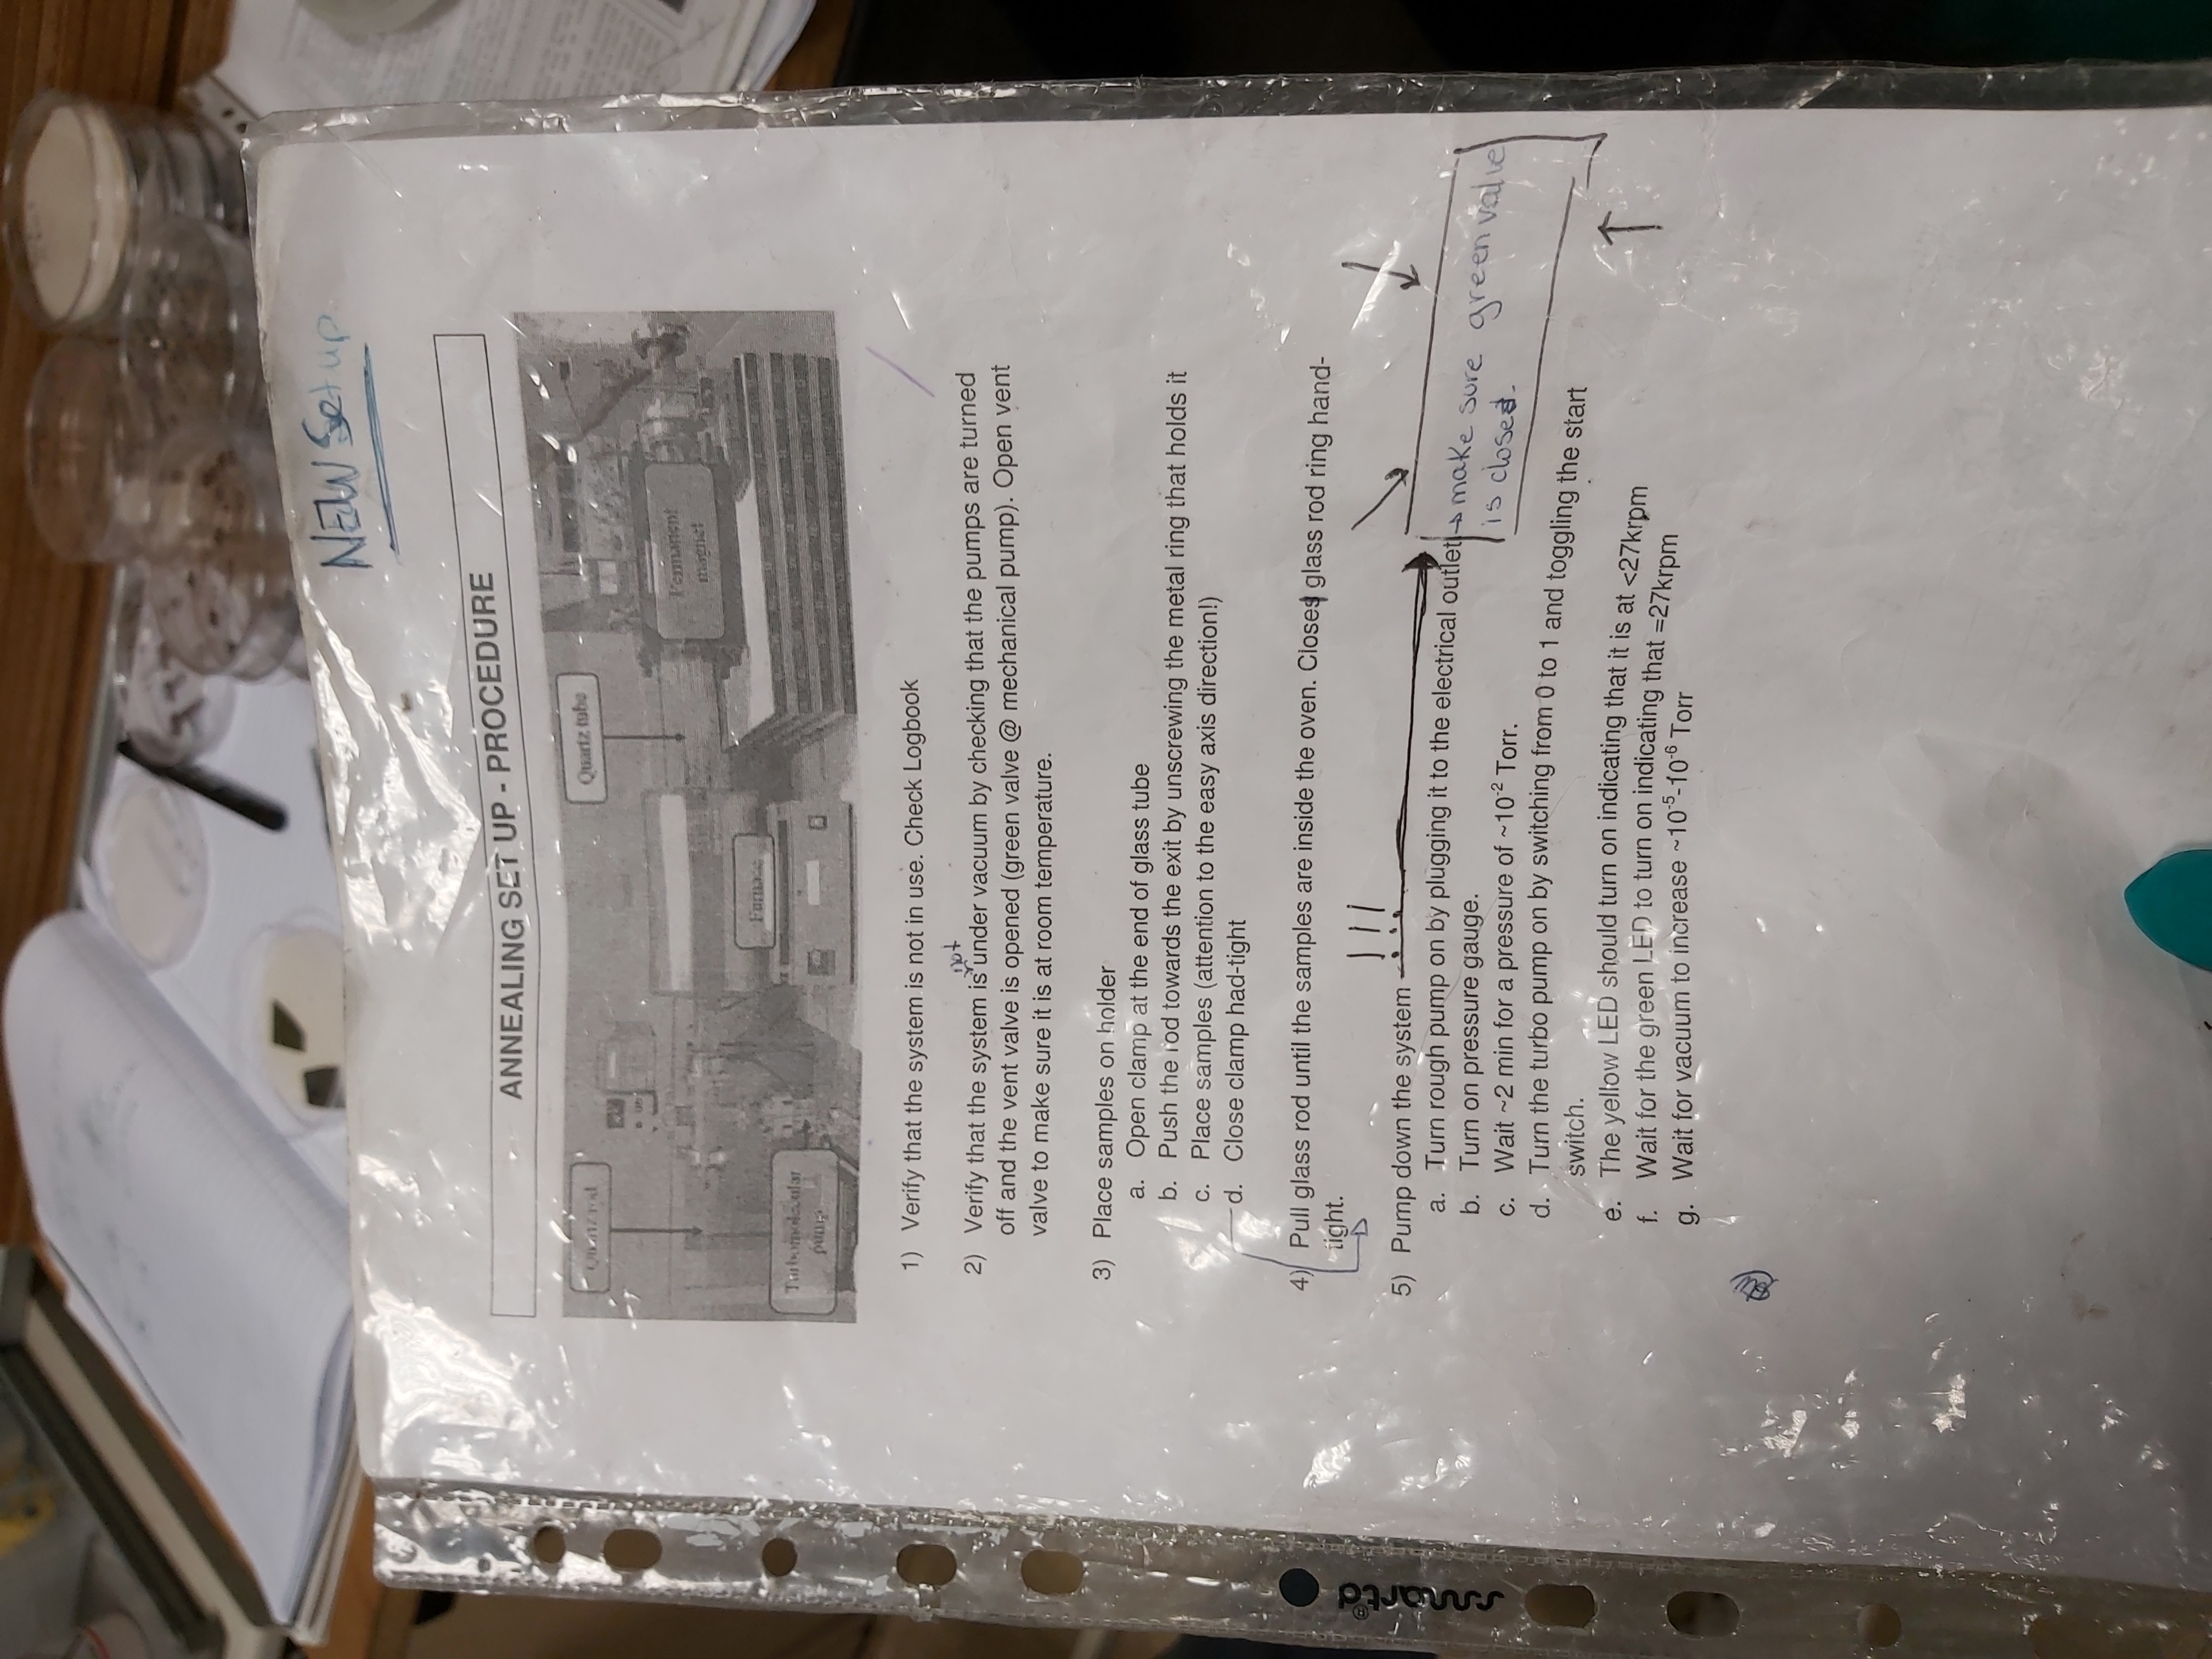 NEW Set up
ANNEALING SET UP - PROCEDURE
Quartz rod
Quartz tube
Permanent
magnet
Furnace
Turbomolecular
pump
1) Verify that the system is not in use. Check Logbook
not
2) Verify that the system is under vacuum by checking that the pumps are turned
off and the vent valve is opened (green valve @ mechanical pump). Open vent
valve to make sure it is at room temperature.
3) Place samples on holder
a. Open clamp at the end of glass tube
b. Push the rod towards the exit by unscrewing the metal ring that holds it
c. Place samples (attention to the easy axis direction!)
d. Close clamp had-tight
4) Pull glass rod until the samples are inside the oven. Closes glass rod ring hand-
tight.
!!!
5) Pump down the system
a. Turn rough pump on by plugging it to the electrical outlet
→ make sure green valve
is closed.
b. Turn on pressure gauge.
c. Wait ~2 min for a pressure of ~10⁻² Torr.
d. Turn the turbo pump on by switching from 0 to 1 and toggling the start
switch.
e. The yellow LED should turn on indicating that it is at <27krpm
f. Wait for the green LED to turn on indicating that =27krpm
g. Wait for vacuum to increase ~10⁻⁵-10⁻⁶ Torr
smartd®